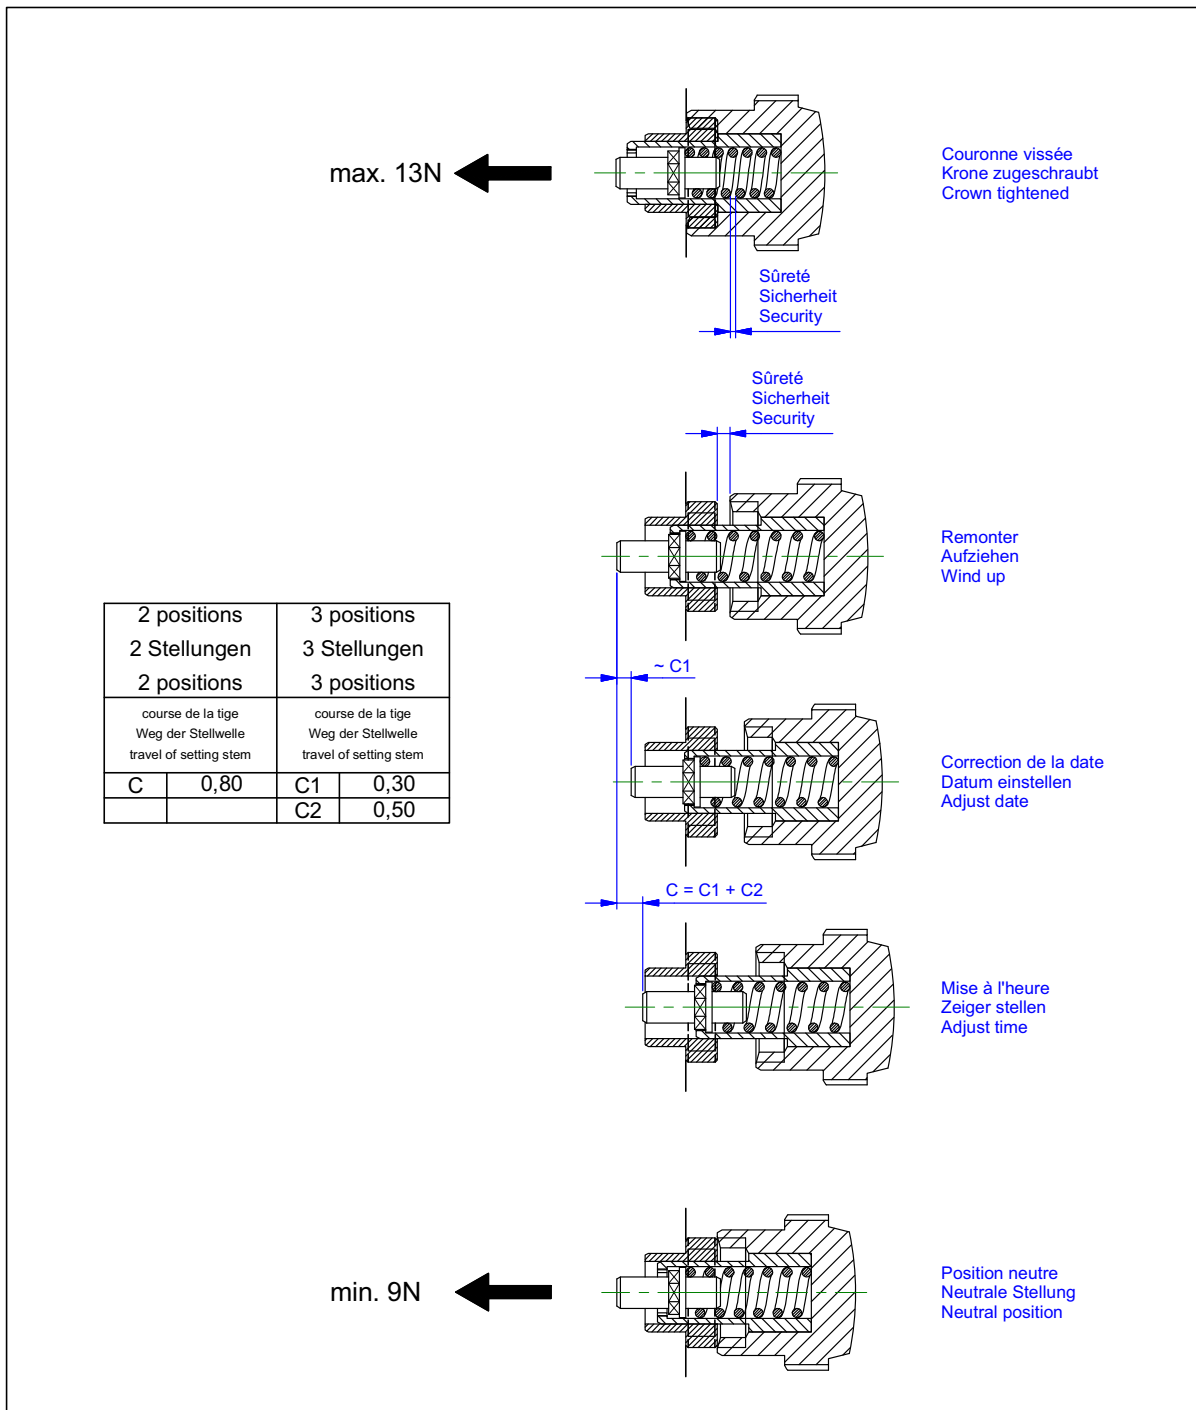 max. 13N
Couronne vissée
Krone zugeschraubt
Crown tightened
Sûreté
Sicherheit
Security
Sûreté
Sicherheit
Security
Remonter
Aufziehen
Wind up
2 positions 3 positions
2 Stellungen 3 Stellungen
2 positions 3 positions
course de la tige course de la tige
Weg der Stellwelle Weg der Stellwelle
travel of setting stem travel of setting stem
C 0,80 C1 0,30
C2 0,50
~ C1
Correction de la date
Datum einstellen
Adjust date
C = C1 + C2
Mise à l'heure
Zeiger stellen
Adjust time
min. 9N
Position neutre
Neutrale Stellung
Neutral position